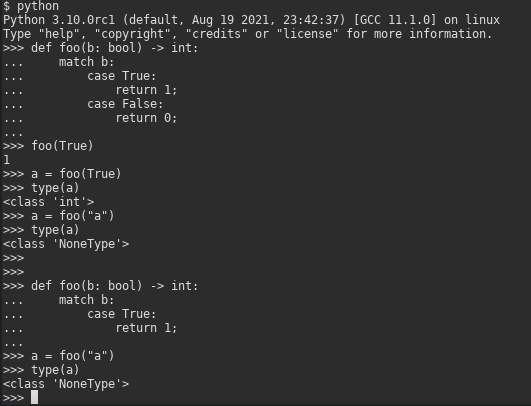 $ python
Python 3.10.0rc1 (default, Aug 19 2021, 23:42:37) [GCC 11.1.0] on linux
Type "help", "copyright", "credits" or "license" for more information.
>>> def foo(b: bool) -> int:
...     match b:
...         case True:
...             return 1;
...         case False:
...             return 0;
...
>>> foo(True)
1
>>> a = foo(True)
>>> type(a)
<class 'int'>
>>> a = foo("a")
>>> type(a)
<class 'NoneType'>
>>>
>>>
>>> def foo(b: bool) -> int:
...     match b:
...         case True:
...             return 1;
...
>>> a = foo("a")
>>> type(a)
<class 'NoneType'>
>>>